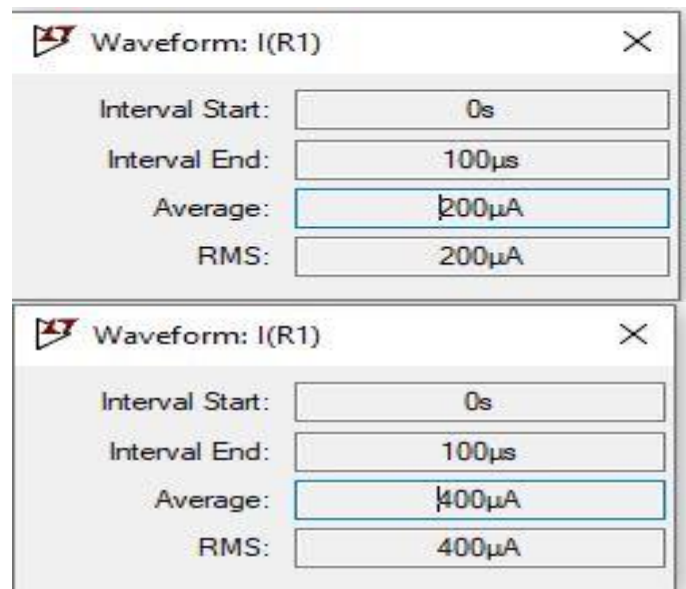 Waveform: I(R1)
Interval Start: 0s
Interval End: 100µs
Average: 200µA
RMS: 200µA
Waveform: I(R1)
Interval Start: 0s
Interval End: 100µs
Average: 400µA
RMS: 400µA